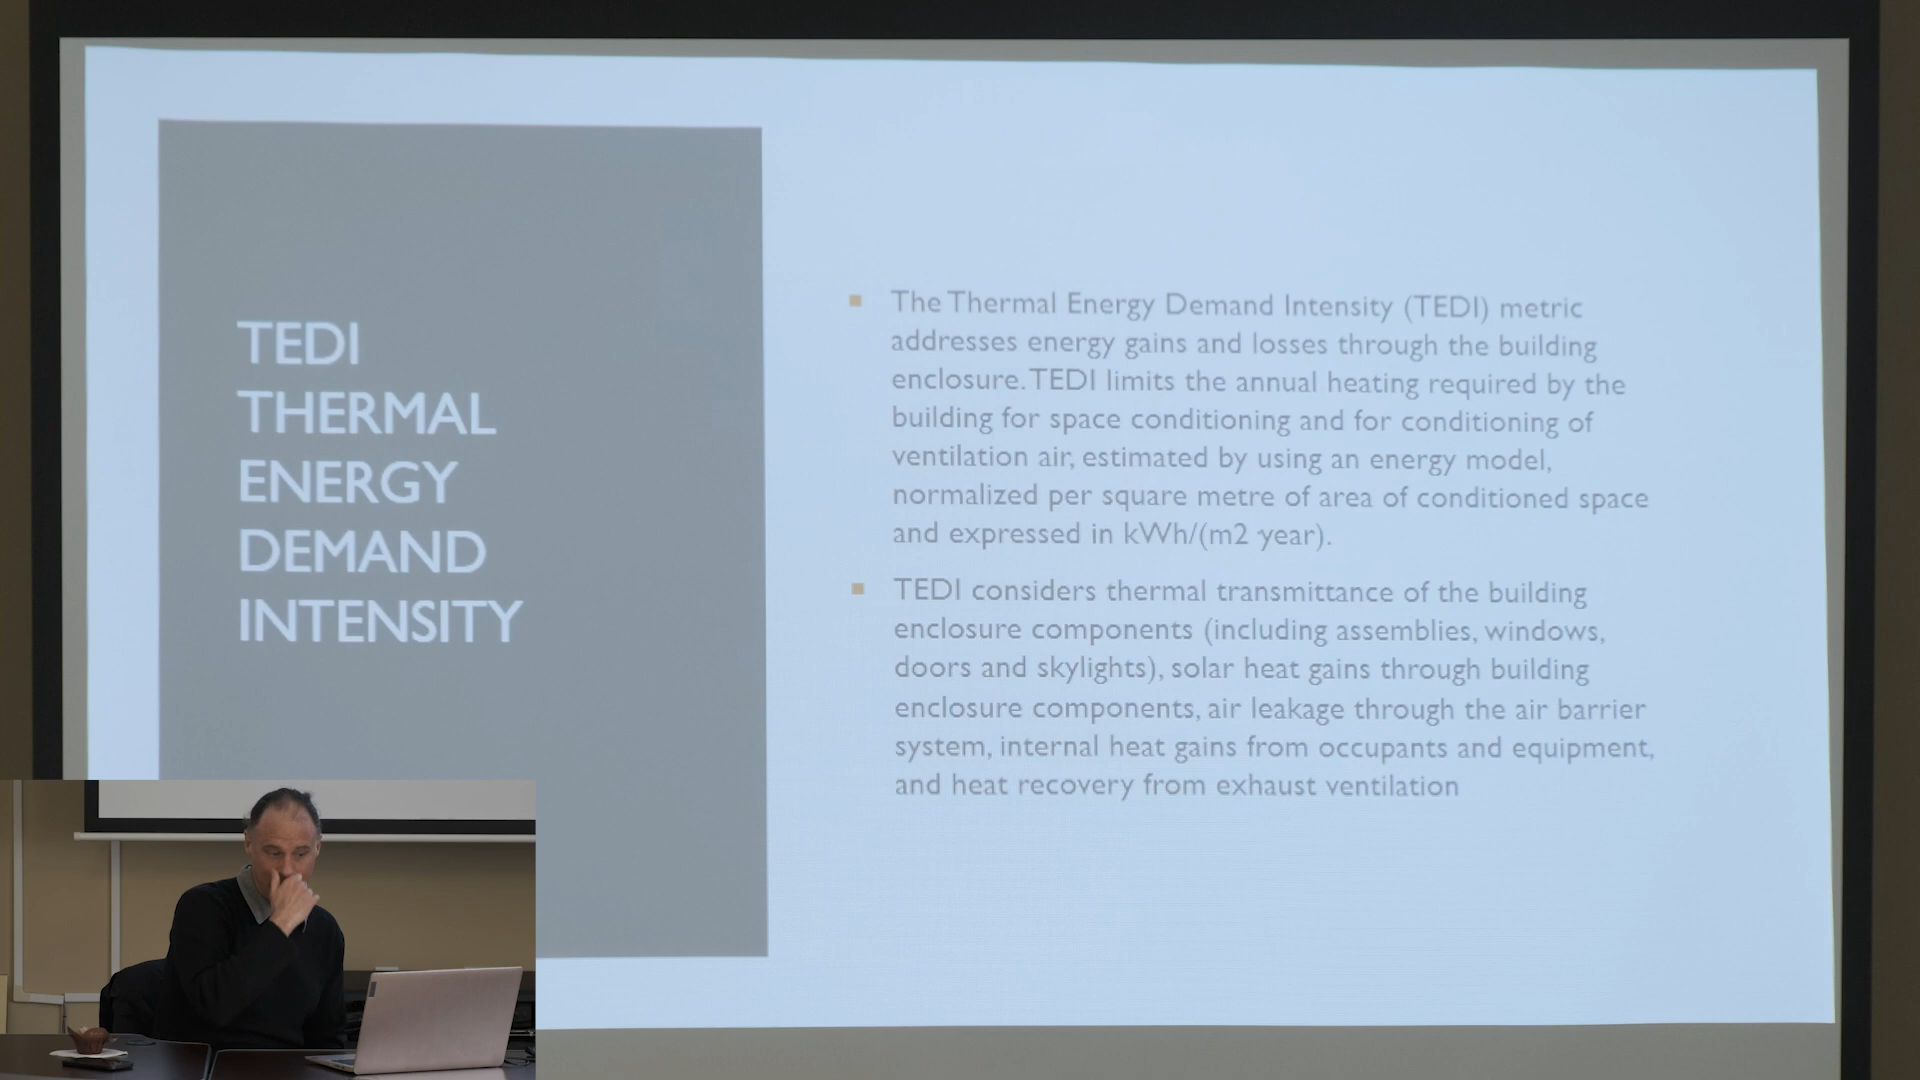 TEDI
THERMAL
ENERGY
DEMAND
INTENSITY
The Thermal Energy Demand Intensity (TEDI) metric
addresses energy gains and losses through the building
enclosure. TEDI limits the annual heating required by the
building for space conditioning and for conditioning of
ventilation air, estimated by using an energy model,
normalized per square metre of area of conditioned space
and expressed in kWh/(m2·year).
TEDI considers thermal transmittance of the building
enclosure components (including assemblies, windows,
doors and skylights), solar heat gains through building
enclosure components, air leakage through the air barrier
system, internal heat gains from occupants and equipment,
and heat recovery from exhaust ventilation